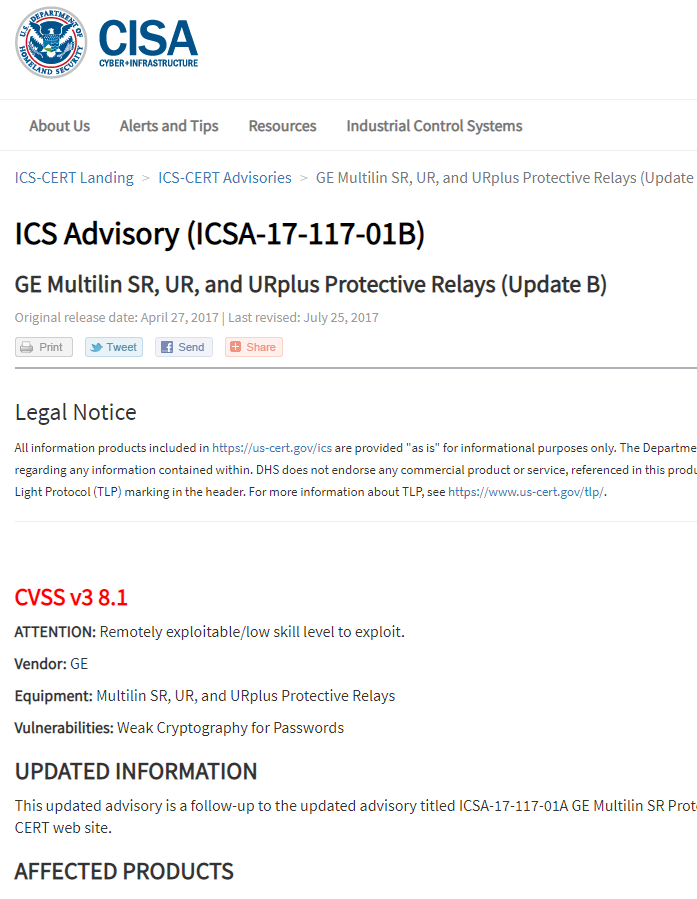 U.S. DEPARTMENT OF HOMELAND SECURITY
CISA
CYBER+INFRASTRUCTURE
About Us Alerts and Tips Resources Industrial Control Systems
ICS-CERT Landing > ICS-CERT Advisories > GE Multilin SR, UR, and URplus Protective Relays (Update
ICS Advisory (ICSA-17-117-01B)
GE Multilin SR, UR, and URplus Protective Relays (Update B)
Original release date: April 27, 2017 | Last revised: July 25, 2017
Print Tweet Send Share
Legal Notice
All information products included in https://us-cert.gov/ics are provided "as is" for informational purposes only. The Departme
regarding any information contained within. DHS does not endorse any commercial product or service, referenced in this produ
Light Protocol (TLP) marking in the header. For more information about TLP, see https://www.us-cert.gov/tlp/.
CVSS v3 8.1
ATTENTION: Remotely exploitable/low skill level to exploit.
Vendor: GE
Equipment: Multilin SR, UR, and URplus Protective Relays
Vulnerabilities: Weak Cryptography for Passwords
UPDATED INFORMATION
This updated advisory is a follow-up to the updated advisory titled ICSA-17-117-01A GE Multilin SR Prot
CERT web site.
AFFECTED PRODUCTS